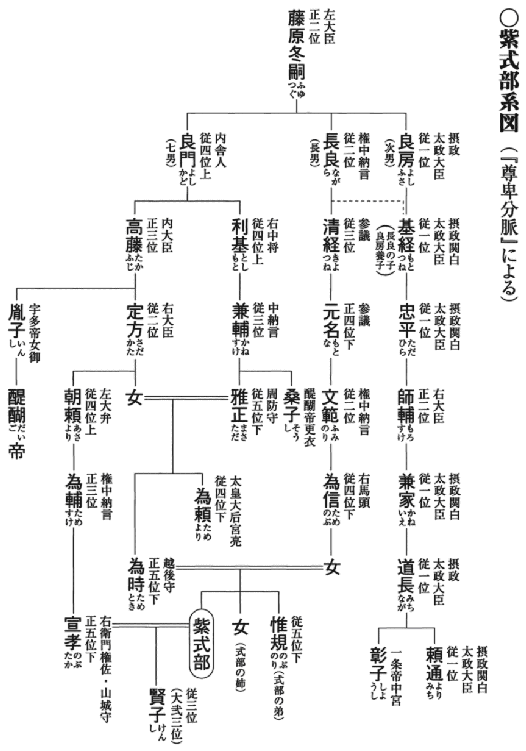 ○紫式部系図（『尊卑分脈』による）
左大臣
正二位
藤原冬嗣ふゆつぐ
摂政
太政大臣
従一位
良房よしふさ
（次男）
権中納言
従二位
長良ながら
（長男）
内舎人
従四位上
良門よしかど
（七男）
摂政関白
太政大臣
従一位
基経もとつね
（長良の子
良房養子）
参議
従三位
清経きよつね
右中将
従四位上
利基としもと
内大臣
正三位
高藤たかふじ
摂政関白
太政大臣
従一位
忠平ただひら
参議
正四位下
元名もとな
中納言
従三位
兼輔かねすけ
右大臣
従二位
定方さだかた
宇多帝女御
胤子いんし
右大臣
正二位
師輔もろすけ
権中納言
従二位
文範ふみのり
醍醐帝更衣
桑子そうし
周防守
従五位下
雅正まさただ
女
左大弁
従四位上
朝頼あさより
醍醐だいご帝
摂政関白
太政大臣
従一位
兼家かねいえ
右馬頭
従四位下
為信ためのぶ
太皇大后宮亮
従四位下
為頼ためより
権中納言
正三位
為輔ためすけ
摂政
太政大臣
従一位
道長みちなが
女
越後守
正五位下
為時ためとき
摂政関白
太政大臣
従一位
頼通よりみち
一条帝中宮
彰子しょうし
従五位下
惟規のぶのり（式部の弟）
女（式部の姉）
紫式部
右衛門権佐・山城守
正五位下
宣孝のぶたか
従三位
（大弐三位）
賢子けんし